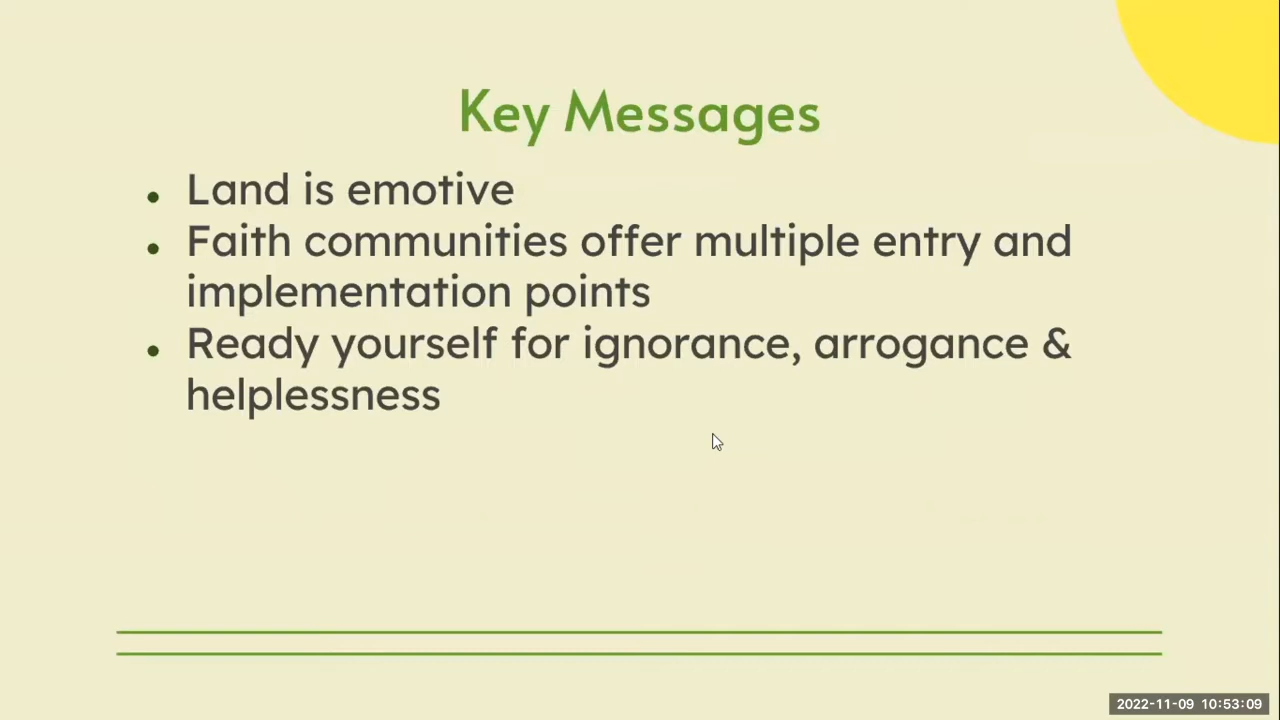 Key Messages
Land is emotive
Faith communities offer multiple entry and
implementation points
Ready yourself for ignorance, arrogance &
helplessness
2022-11-09 10:53:09